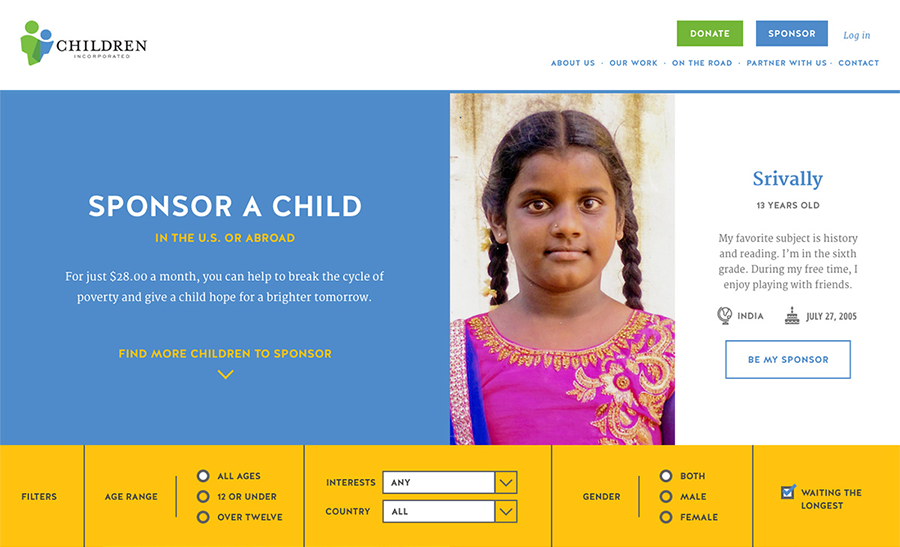 CHILDREN
INCORPORATED
DONATE
SPONSOR
Log in
ABOUT US · OUR WORK · ON THE ROAD · PARTNER WITH US · CONTACT
SPONSOR A CHILD
IN THE U.S. OR ABROAD
For just $28.00 a month, you can help to break the cycle of
poverty and give a child hope for a brighter tomorrow.
FIND MORE CHILDREN TO SPONSOR
Srivally
13 YEARS OLD
My favorite subject is history
and reading. I'm in the sixth
grade. During my free time, I
enjoy playing with friends.
INDIA
JULY 27, 2005
BE MY SPONSOR
FILTERS
AGE RANGE
ALL AGES
12 OR UNDER
OVER TWELVE
INTERESTS
ANY
COUNTRY
ALL
GENDER
BOTH
MALE
FEMALE
WAITING THE
LONGEST